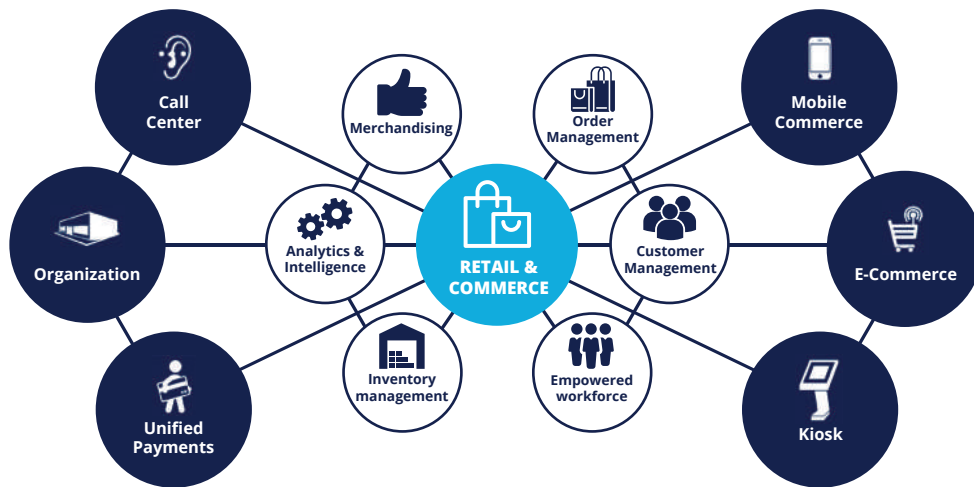 Call
Center
Merchandising
Order
Management
Mobile
Commerce
Organization
Analytics &
Intelligence
RETAIL &
COMMERCE
Customer
Management
E-Commerce
Unified
Payments
Inventory
management
Empowered
workforce
Kiosk